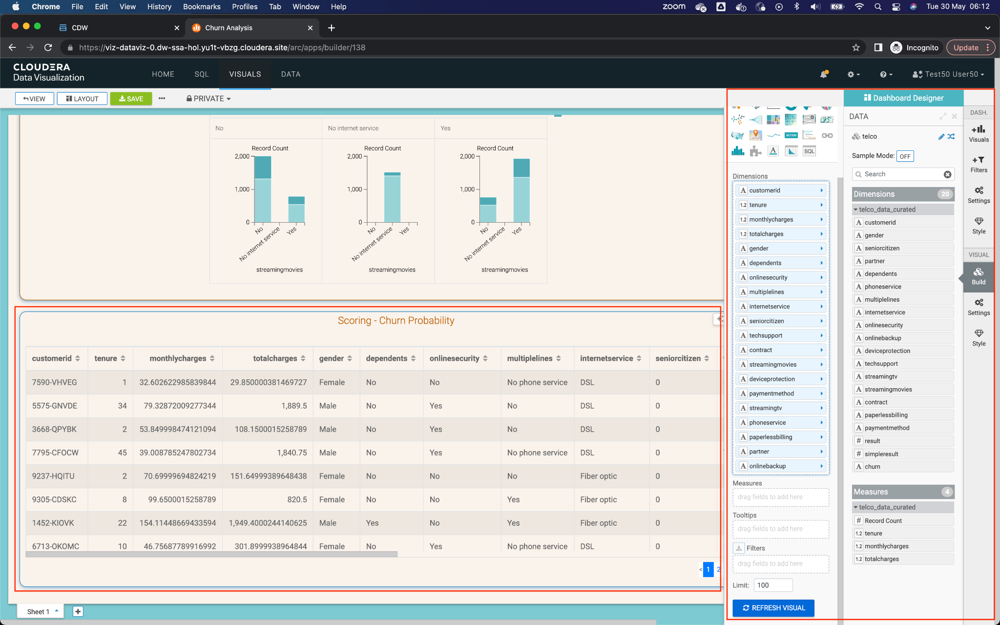 Chrome File Edit View History Bookmarks Profiles Tab Window Help zoom Tue 30 May 06:12
CDW
Churn Analysis
https://viz-dataviz-0.dw-ssa-hol.yu1t-vbzg.cloudera.site/arc/apps/builder/138
Incognito
Update
CLOUDERA
Data Visualization
HOME SQL VISUALS DATA
Test50 User50
VIEW LAYOUT SAVE PRIVATE
No No internet service Yes
Record Count
2,000
1,000
0
No
No internet service
Yes
streamingmovies
Record Count
2,000
1,000
0
No
No internet service
Yes
streamingmovies
Record Count
2,000
1,000
0
No
No internet service
Yes
streamingmovies
Scoring - Churn Probability
customerid tenure monthlycharges totalcharges gender dependents onlinesecurity multiplelines internetservice seniorcitizen
7590-VHVEG 1 32.602622985839844 29.850000381469727 Female No No No phone service DSL 0
5575-GNVDE 34 79.32872009277344 1,889.5 Male No Yes No DSL 0
3668-QPYBK 2 53.849998474121094 108.1500015258789 Male No Yes No DSL 0
7795-CFOCW 45 39.008785247802734 1,840.75 Male No Yes No phone service DSL 0
9237-HQITU 2 70.69999694824219 151.64999389648438 Female No No No Fiber optic 0
9305-CDSKC 8 99.6500015258789 820.5 Female No No Yes Fiber optic 0
1452-KIOVK 22 154.11448669433594 1,949.4000244140625 Male Yes No Yes Fiber optic 0
6713-OKOMC 10 46.75687789916992 301.8999938964844 Female No Yes No phone service DSL 0
< 1 2
Sheet 1
ACTION
A
SQL
Dimensions
A customerid
1.2 tenure
1.2 monthlycharges
1.2 totalcharges
A gender
A dependents
A onlinesecurity
A multiplelines
A internetservice
A seniorcitizen
A techsupport
A contract
A streamingmovies
A deviceprotection
A paymentmethod
A streamingtv
A phoneservice
A paperlessbilling
A partner
A onlinebackup
Measures
drag fields to add here
Tooltips
drag fields to add here
Filters
drag fields to add here
Limit: 100
REFRESH VISUAL
Dashboard Designer
DATA
telco
Sample Mode: OFF
Search
Dimensions 20
telco_data_curated
A customerid
A gender
A seniorcitizen
A partner
A dependents
A phoneservice
A multiplelines
A internetservice
A onlinesecurity
A onlinebackup
A deviceprotection
A techsupport
A streamingtv
A streamingmovies
A contract
A paperlessbilling
A paymentmethod
# result
# simpleresult
A churn
Measures 4
telco_data_curated
# Record Count
1.2 tenure
1.2 monthlycharges
1.2 totalcharges
DASH.
Visuals
Filters
Settings
Style
VISUAL
Build
Settings
Style